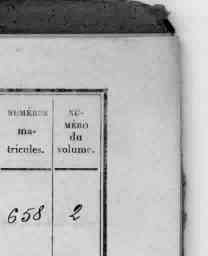 NUMÉROS
ma-
tricules.
NU-
MÉRO
du
volume.
658
2